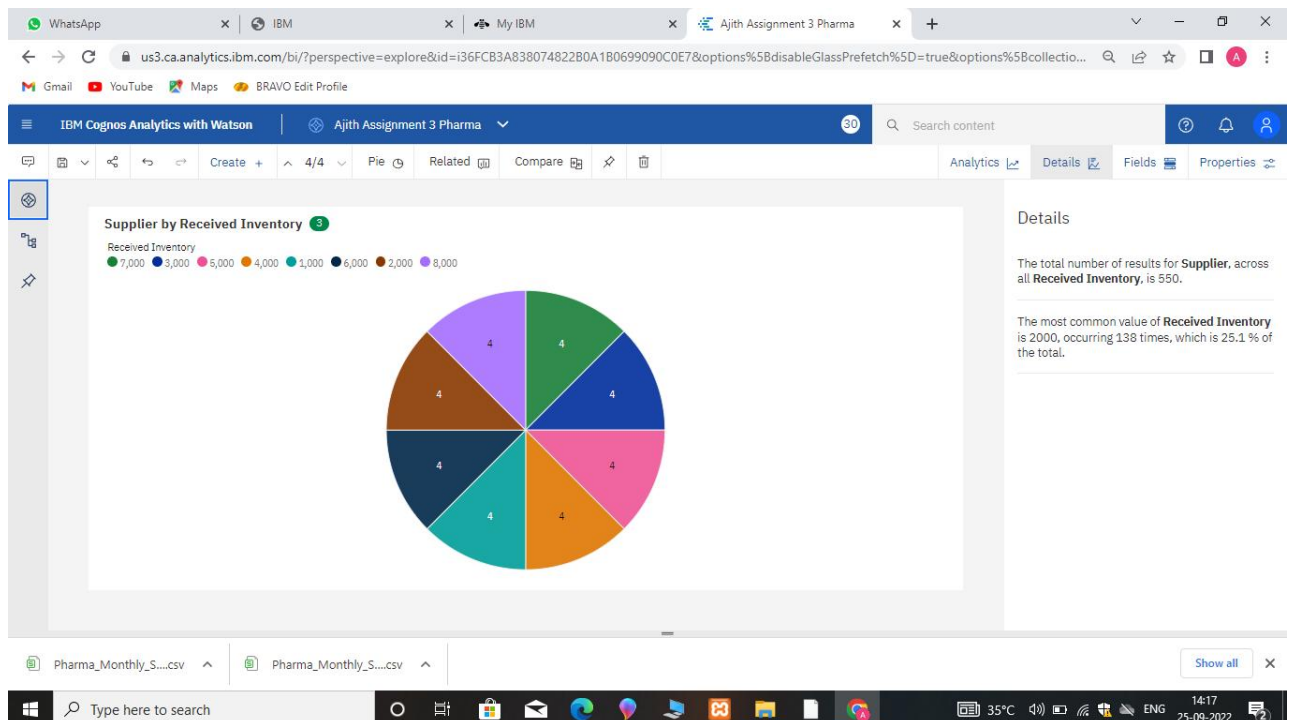 WhatsApp
IBM
My IBM
Ajith Assignment 3 Pharma
us3.ca.analytics.ibm.com/bi/?perspective=explore&id=i36FCB3A838074822B0A1B0699090C0E7&options%5BdisableGlassPrefetch%5D=true&options%5Bcollectio...
Gmail
YouTube
Maps
BRAVO Edit Profile
IBM Cognos Analytics with Watson
Ajith Assignment 3 Pharma
30
Search content
Create +
4/4
Pie
Related
Compare
Analytics
Details
Fields
Properties
Supplier by Received Inventory 3
Received Inventory
7,000 3,000 5,000 4,000 1,000 6,000 2,000 8,000
4 4
4 4
4 4
4 4
Details
The total number of results for Supplier, across
all Received Inventory, is 550.
The most common value of Received Inventory
is 2000, occurring 138 times, which is 25.1 % of
the total.
Pharma_Monthly_S....csv
Pharma_Monthly_S....csv
Show all
Type here to search
35°C
ENG
14:17
25-09-2022
2
A